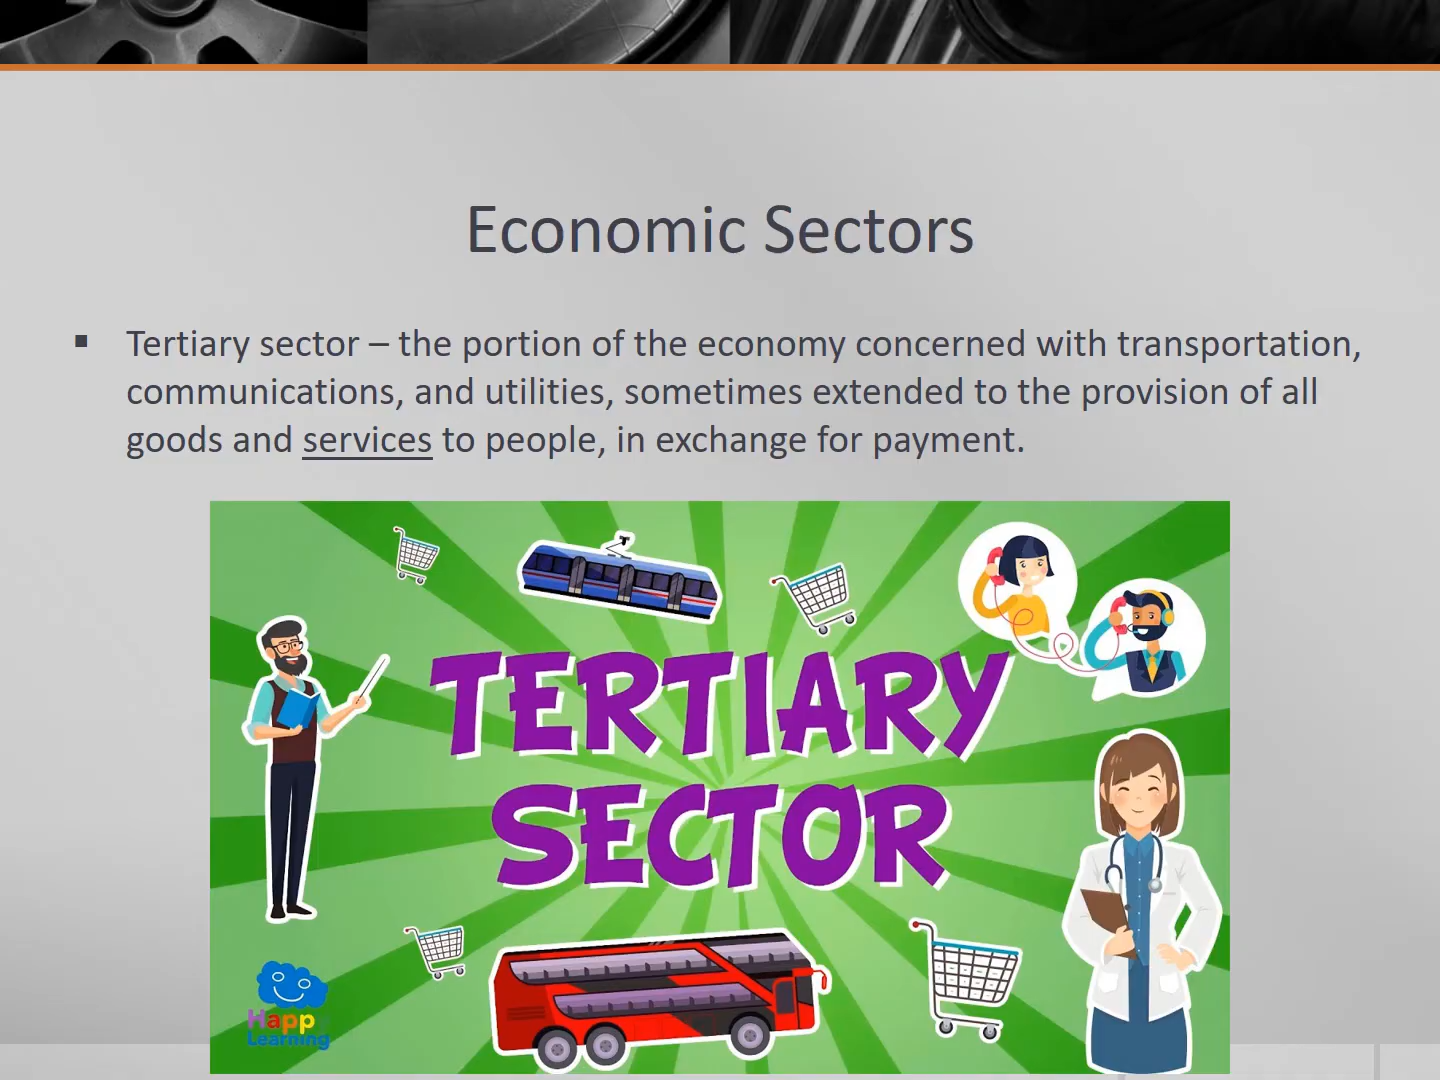 Economic Sectors
▪ Tertiary sector – the portion of the economy concerned with transportation,
communications, and utilities, sometimes extended to the provision of all
goods and services to people, in exchange for payment.
TERTIARY
SECTOR
Happy
Learning